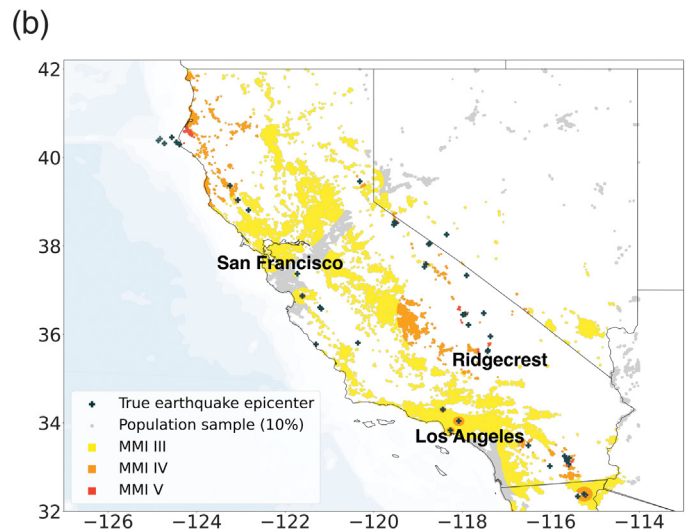 (b)
42
40
38
36
34
32
San Francisco
Ridgecrest
Los Angeles
True earthquake epicenter
Population sample (10%)
MMI III
MMI IV
MMI V
−126
−124
−122
−120
−118
−116
−114